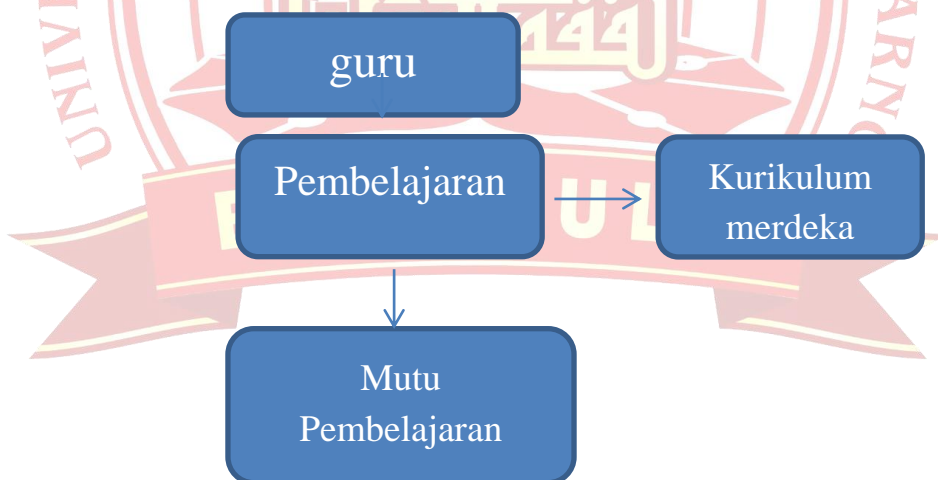 guru
Pembelajaran
Kurikulum
merdeka
Mutu
Pembelajaran